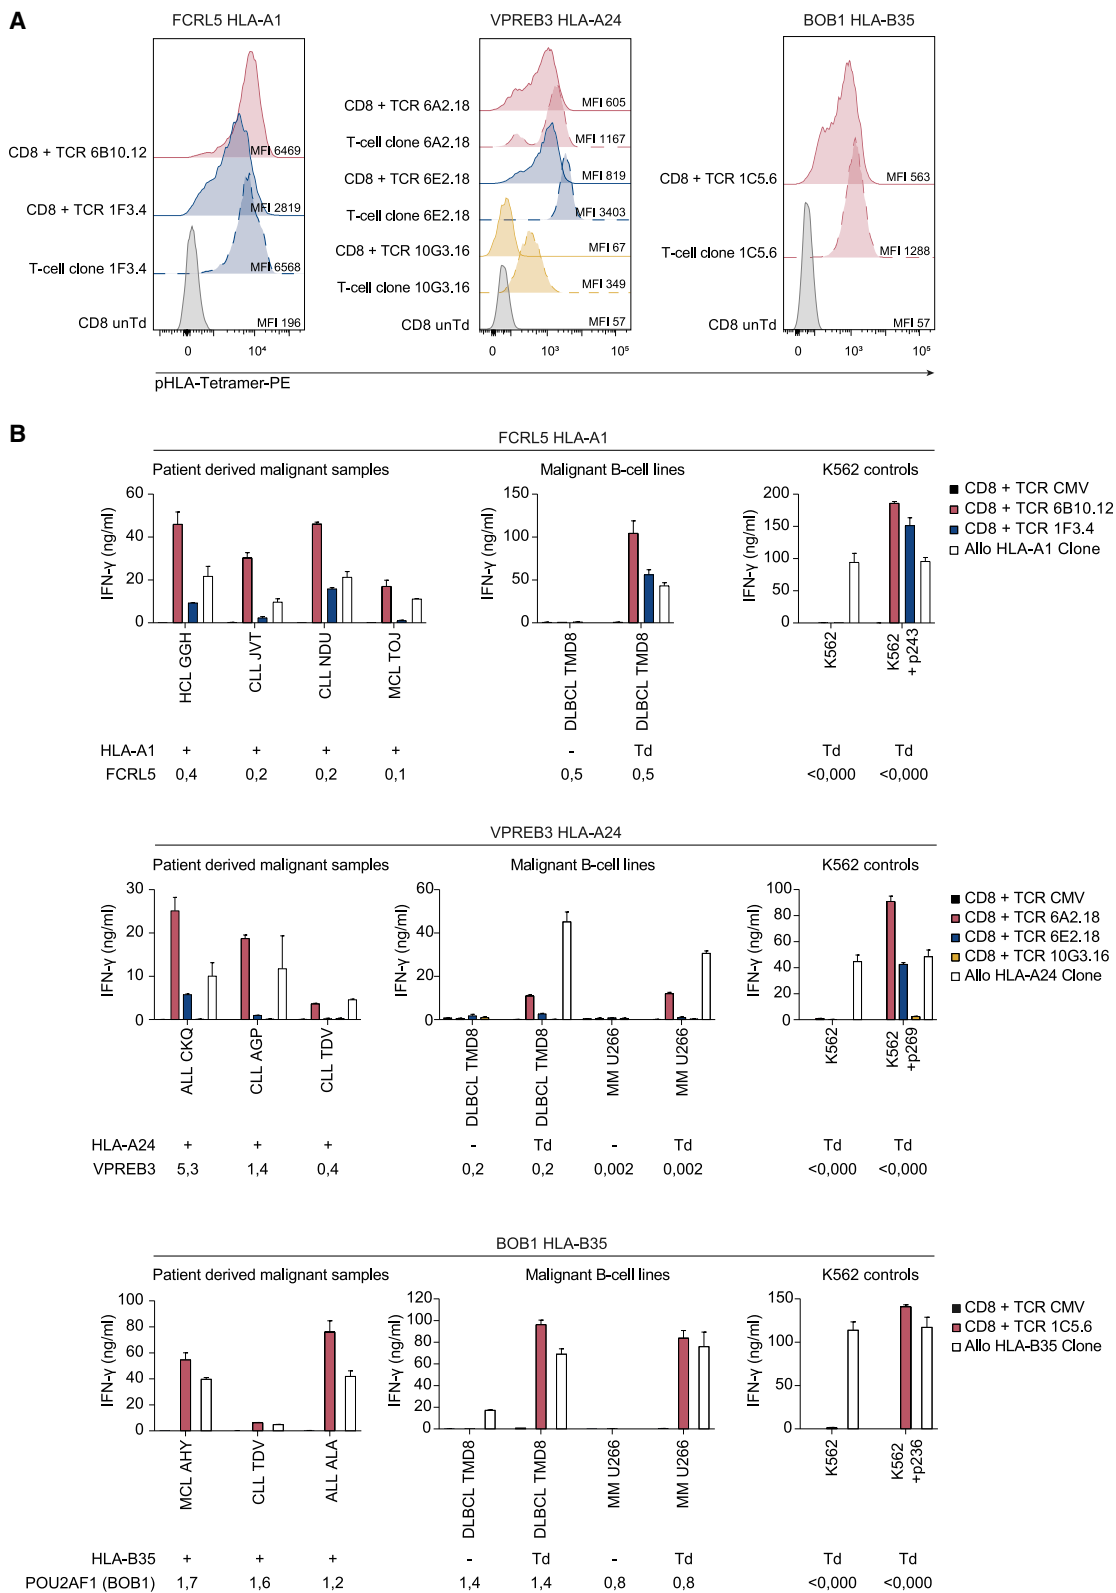 A
FCRL5 HLA-A1
VPREB3 HLA-A24
BOB1 HLA-B35
CD8 + TCR 6B10.12
MFI 6469
CD8 + TCR 1F3.4
MFI 2819
T-cell clone 1F3.4
MFI 6568
CD8 unTd
MFI 196
0 10⁴
CD8 + TCR 6A2.18
MFI 605
T-cell clone 6A2.18
MFI 1167
CD8 + TCR 6E2.18
MFI 819
T-cell clone 6E2.18
MFI 3403
CD8 + TCR 10G3.16
MFI 67
T-cell clone 10G3.16
MFI 349
CD8 unTd
MFI 57
0 10³ 10⁵
CD8 + TCR 1C5.6
MFI 563
T-cell clone 1C5.6
MFI 1288
CD8 unTd
MFI 57
0 10³ 10⁵
pHLA-Tetramer-PE
B
FCRL5 HLA-A1
Patient derived malignant samples
IFN-γ (ng/ml)
60
40
20
0
HCL GGH
CLL JVT
CLL NDU
MCL TOJ
Malignant B-cell lines
IFN-γ (ng/ml)
150
100
50
0
DLBCL TMD8
DLBCL TMD8
K562 controls
IFN-γ (ng/ml)
200
150
100
50
0
K562
K562
+ p243
CD8 + TCR CMV
CD8 + TCR 6B10.12
CD8 + TCR 1F3.4
Allo HLA-A1 Clone
HLA-A1 + + + + - Td Td Td
FCRL5 0,4 0,2 0,2 0,1 0,5 0,5 <0,000 <0,000
VPREB3 HLA-A24
Patient derived malignant samples
IFN-γ (ng/ml)
30
20
10
0
ALL CKQ
CLL AGP
CLL TDV
Malignant B-cell lines
IFN-γ (ng/ml)
60
40
20
0
DLBCL TMD8
DLBCL TMD8
MM U266
MM U266
K562 controls
IFN-γ (ng/ml)
100
80
60
40
20
0
K562
K562
+p269
CD8 + TCR CMV
CD8 + TCR 6A2.18
CD8 + TCR 6E2.18
CD8 + TCR 10G3.16
Allo HLA-A24 Clone
HLA-A24 + + + - Td - Td Td Td
VPREB3 5,3 1,4 0,4 0,2 0,2 0,002 0,002 <0,000 <0,000
BOB1 HLA-B35
Patient derived malignant samples
IFN-γ (ng/ml)
100
80
60
40
20
0
MCL AHY
CLL TDV
ALL ALA
Malignant B-cell lines
IFN-γ (ng/ml)
120
100
80
60
40
20
0
DLBCL TMD8
DLBCL TMD8
MM U266
MM U266
K562 controls
IFN-γ (ng/ml)
150
100
50
0
K562
K562
+p236
CD8 + TCR CMV
CD8 + TCR 1C5.6
Allo HLA-B35 Clone
HLA-B35 + + + - Td - Td Td Td
POU2AF1 (BOB1) 1,7 1,6 1,2 1,4 1,4 0,8 0,8 <0,000 <0,000